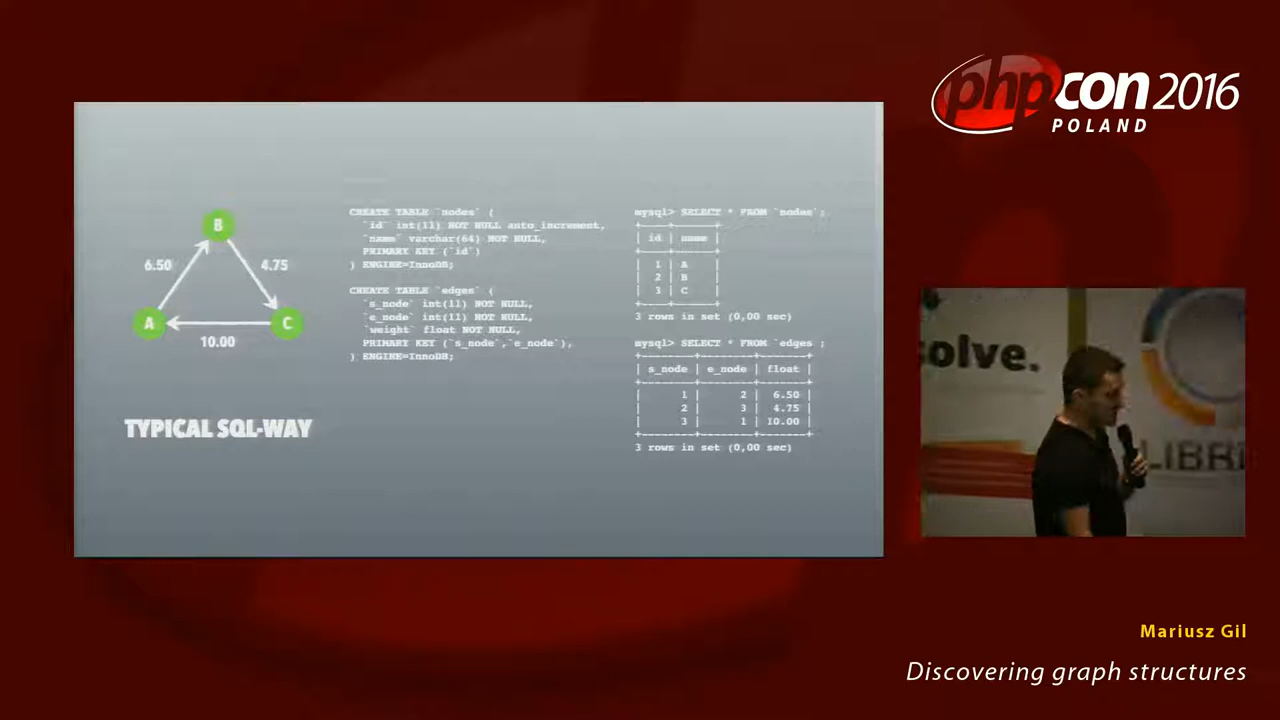 phpcon 2016
POLAND
B
6.50
4.75
A
C
10.00
TYPICAL SQL-WAY
CREATE TABLE `nodes` (
`id` int(11) NOT NULL auto_increment,
`name` varchar(64) NOT NULL,
PRIMARY KEY (`id`)
) ENGINE=InnoDB;
CREATE TABLE `edges` (
`s_node` int(11) NOT NULL,
`e_node` int(11) NOT NULL,
`weight` float NOT NULL,
PRIMARY KEY (`s_node`,`e_node`),
) ENGINE=InnoDB;
mysql> SELECT * FROM `nodes`;
+----+------+
| id | name |
+----+------+
| 1 | A |
| 2 | B |
| 3 | C |
+----+------+
3 rows in set (0,00 sec)
mysql> SELECT * FROM `edges ;
+--------+--------+-------+
| s_node | e_node | float |
+--------+--------+-------+
| 1 | 2 | 6.50 |
| 2 | 3 | 4.75 |
| 3 | 1 | 10.00 |
+--------+--------+-------+
3 rows in set (0,00 sec)
olve.
LIBR
Mariusz Gil
Discovering graph structures